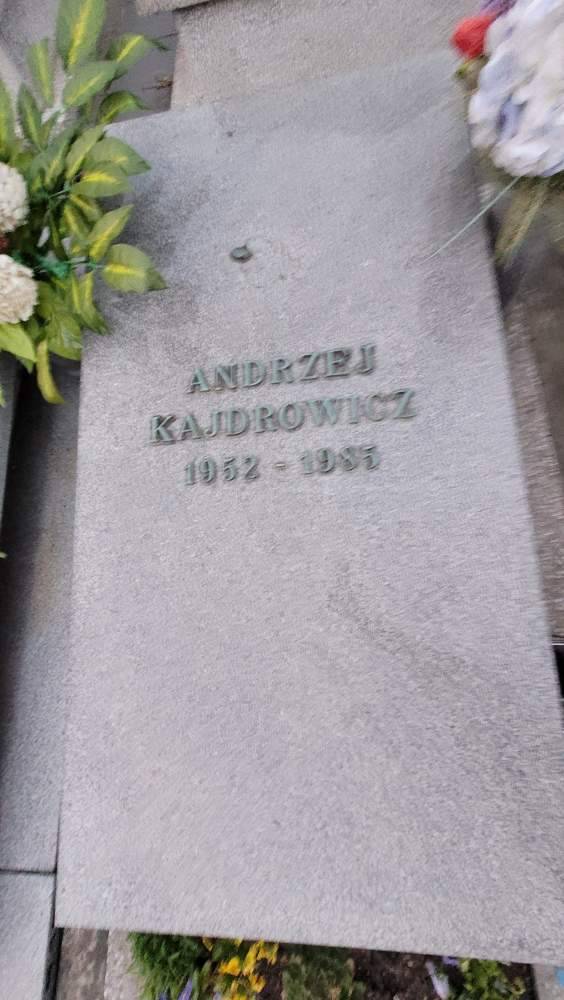 ANDRZEJ
KAJDROWICZ
1952 - 1985